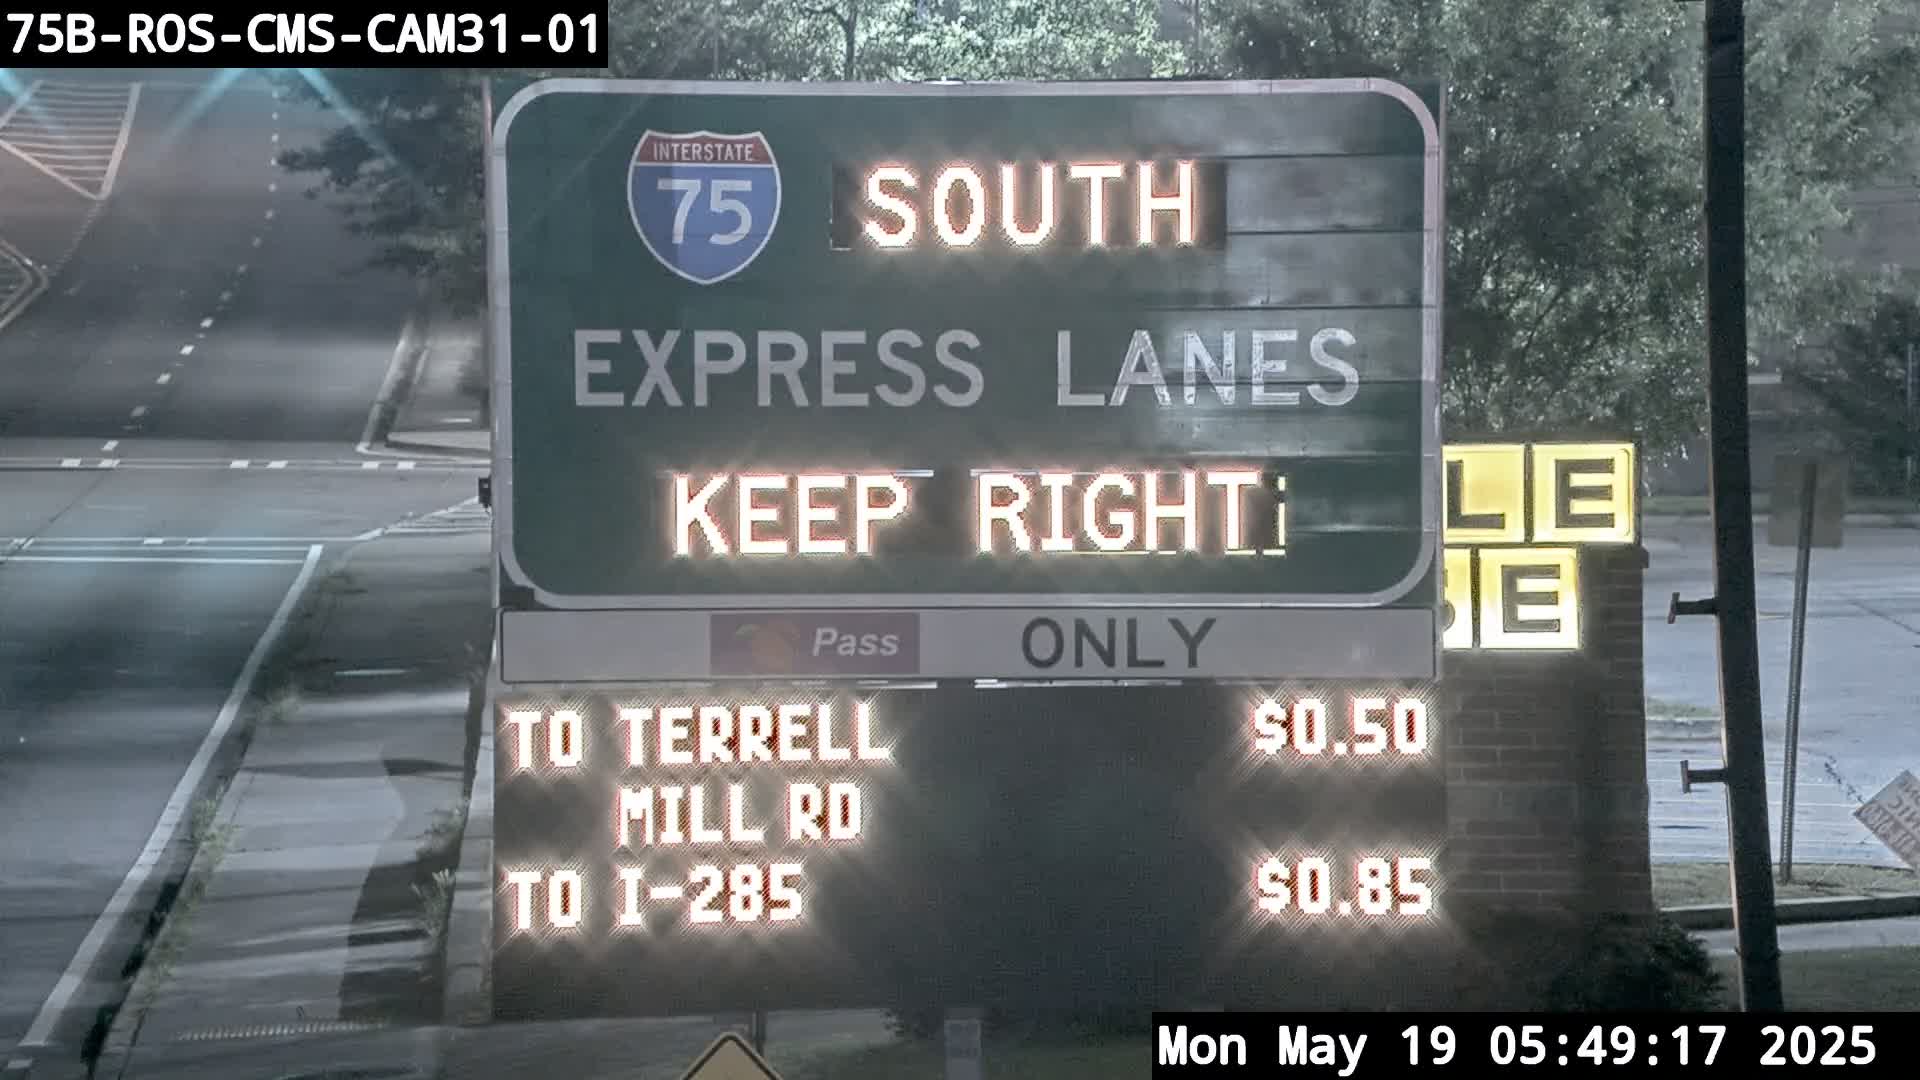 75B-ROS-CMS-CAM31-01
INTERSTATE
75
SOUTH
EXPRESS LANES
KEEP RIGHT
Pass ONLY
TO TERRELL $0.50
MILL RD
TO I-285 $0.85
LE
E
Mon May 19 05:49:17 2025